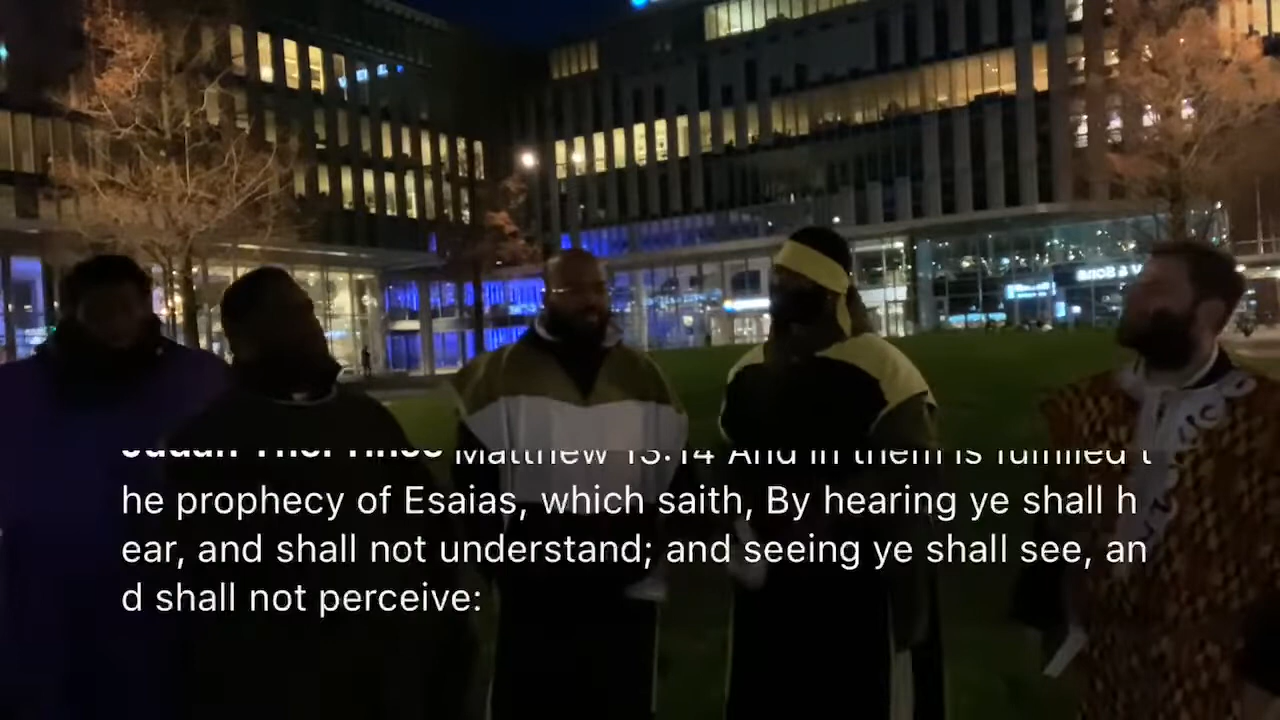 Matthew 13:14 And in them is fulfilled t
he prophecy of Esaias, which saith, By hearing ye shall h
ear, and shall not understand; and seeing ye shall see, an
d shall not perceive: